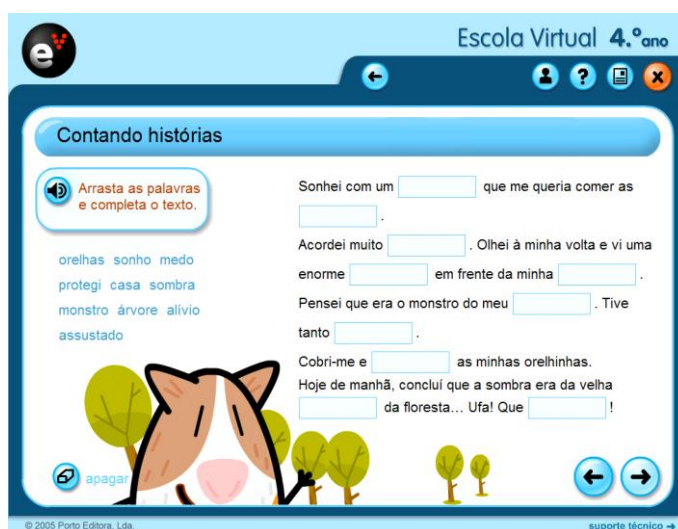 Escola Virtual 4.º ano
e
?
x
Contando histórias
Arrasta as palavras
e completa o texto.
orelhas sonho medo
protegi casa sombra
monstro árvore alívio
assustado
apagar
Sonhei com um que me queria comer as
.
Acordei muito . Olhei à minha volta e vi uma
enorme em frente da minha .
Pensei que era o monstro do meu . Tive
tanto .
Cobri-me e as minhas orelhinhas.
Hoje de manhã, concluí que a sombra era da velha
da floresta... Ufa! Que !
© 2005 Porto Editora, Lda.
suporte técnico